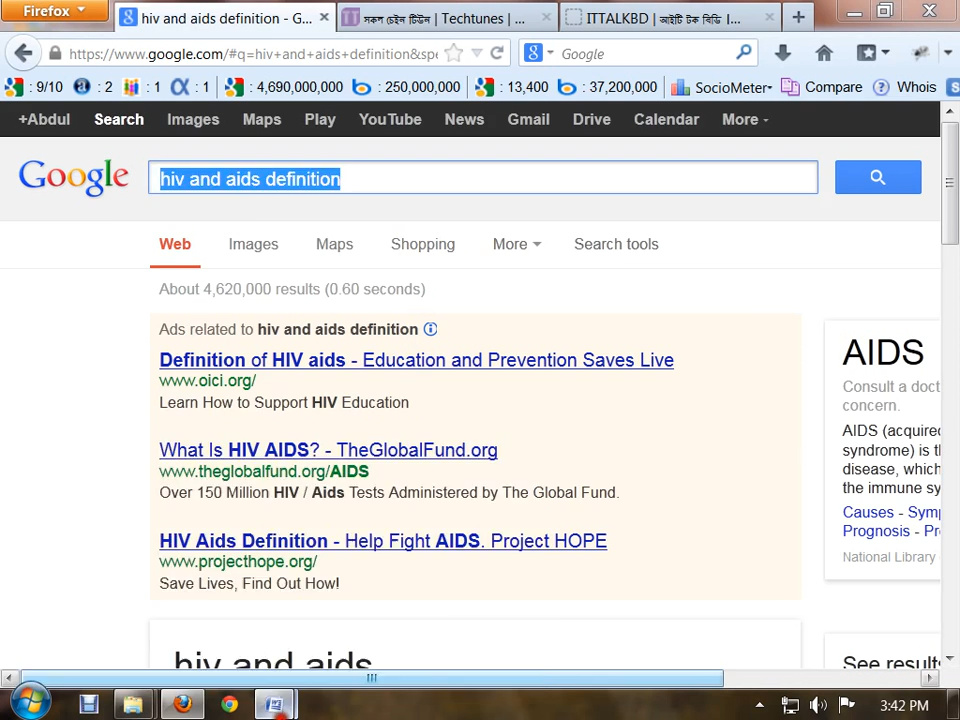 Firefox
hiv and aids definition - G...
সকল চেইন টিউন | Techtunes | ...
ITTALKBD | আইটি টক বিডি |...
https://www.google.com/#q=hiv+and+aids+definition&sp
Google
: 9/10 : 2 : 1 : 1 : 4,690,000,000 : 250,000,000 : 13,400 : 37,200,000 SocioMeter Compare ? Whois
+Abdul Search Images Maps Play YouTube News Gmail Drive Calendar More
Google
hiv and aids definition
Web Images Maps Shopping More Search tools
About 4,620,000 results (0.60 seconds)
Ads related to hiv and aids definition
Definition of HIV aids - Education and Prevention Saves Live
www.oici.org/
Learn How to Support HIV Education
What Is HIV AIDS? - TheGlobalFund.org
www.theglobalfund.org/AIDS
Over 150 Million HIV / Aids Tests Administered by The Global Fund.
HIV Aids Definition - Help Fight AIDS. Project HOPE
www.projecthope.org/
Save Lives, Find Out How!
hiv and aids
AIDS
Consult a doct
concern.
AIDS (acquired
syndrome) is t
disease, which
the immune sy
Causes - Symp
Prognosis - Pr
National Library
See results
3:42 PM